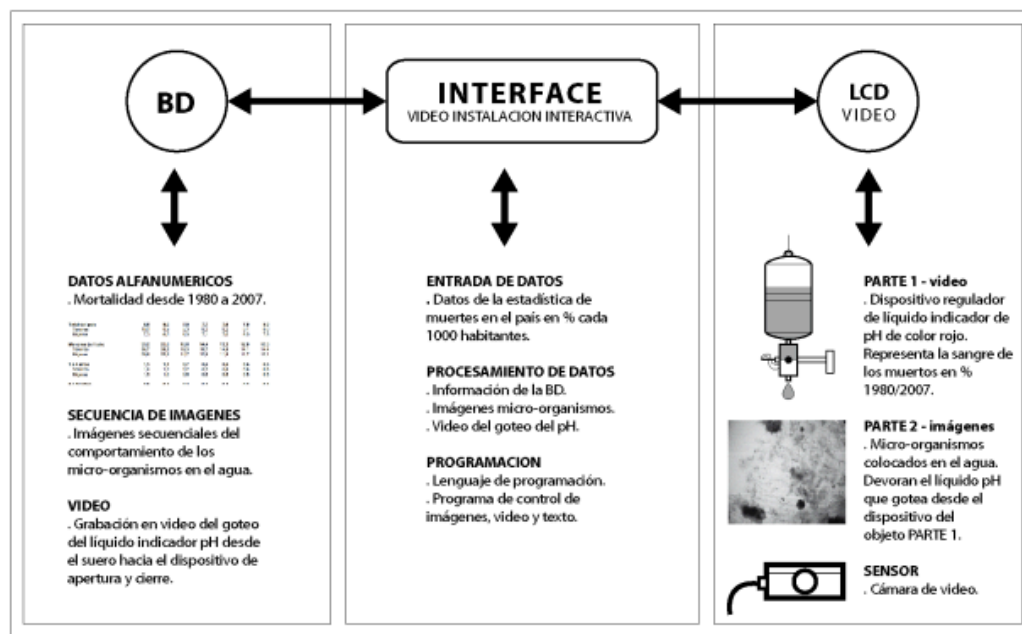 BD
DATOS ALFANUMERICOS
. Mortalidad desde 1980 a 2007.
SECUENCIA DE IMAGENES
. Imágenes secuenciales del
comportamiento de los
micro-organismos en el agua.
VIDEO
. Grabación en video del goteo
del líquido indicador pH desde
el suero hacia el dispositivo de
apertura y cierre.
INTERFACE
VIDEO INSTALACION INTERACTIVA
ENTRADA DE DATOS
. Datos de la estadística de
muertes en el país en % cada
1000 habitantes.
PROCESAMIENTO DE DATOS
. Información de la BD.
. Imágenes micro-organismos.
. Video del goteo del pH.
PROGRAMACION
. Lenguaje de programación.
. Programa de control de
imágenes, video y texto.
LCD
VIDEO
PARTE 1 - video
. Dispositivo regulador
de líquido indicador de
pH de color rojo.
Representa la sangre de
los muertos en %
1980/2007.
PARTE 2 - imágenes
. Micro-organismos
colocados en el agua.
Devoran el líquido pH
que gotea desde el
dispositivo del
objeto PARTE 1.
SENSOR
. Cámara de video.